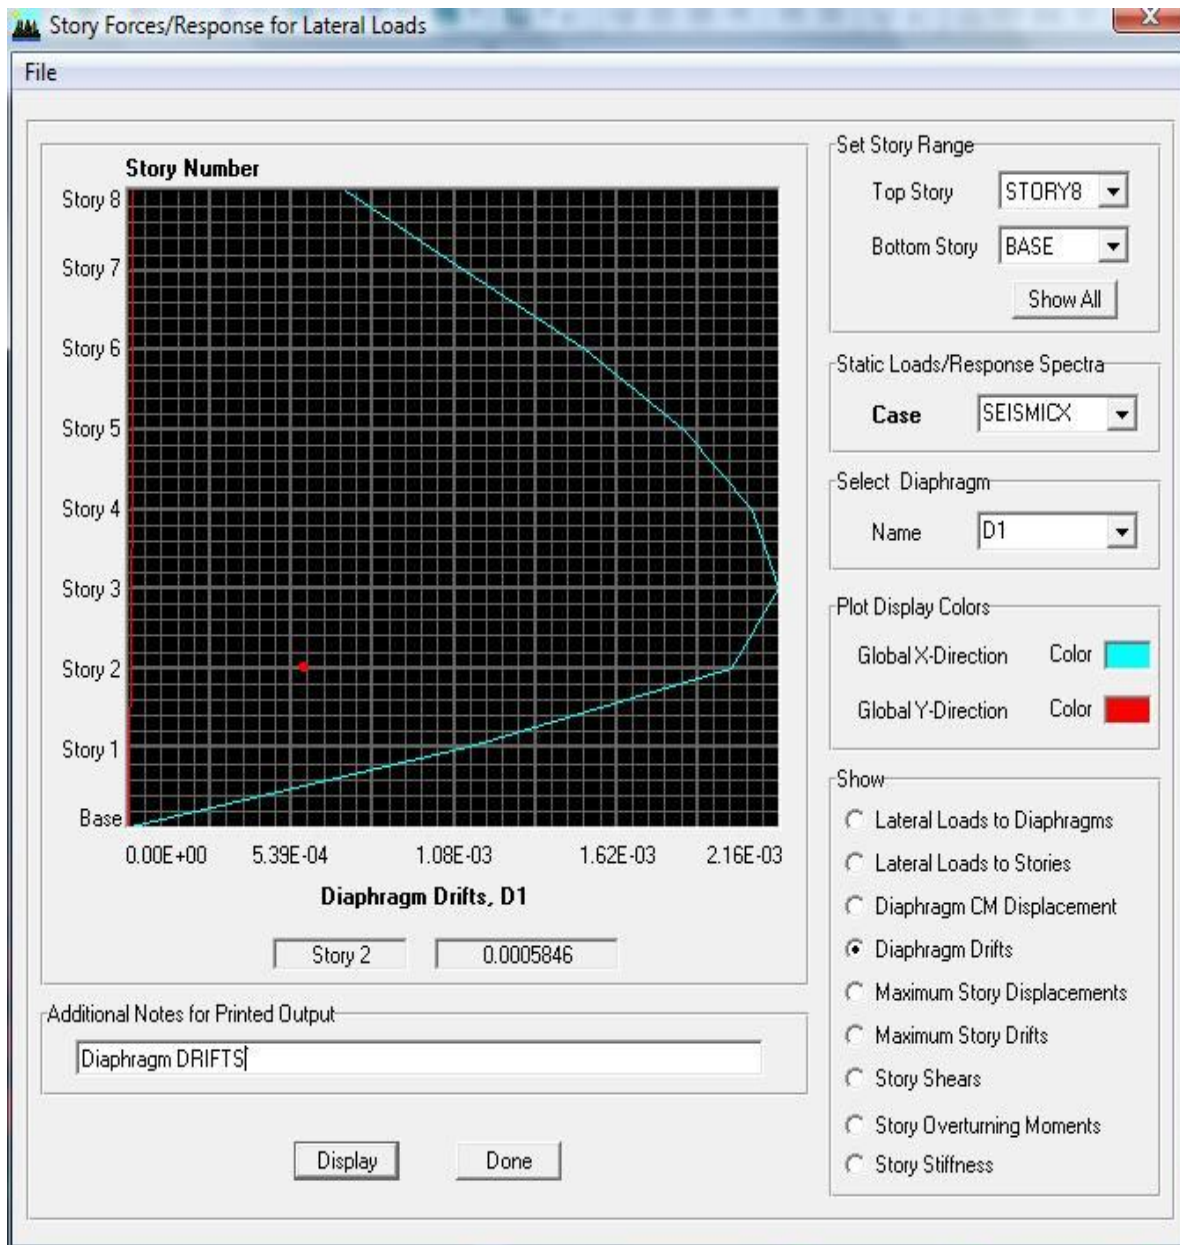 Story Forces/Response for Lateral Loads
X
File
Story Number
Story 8
Story 7
Story 6
Story 5
Story 4
Story 3
Story 2
Story 1
Base
0.00E+00 5.39E-04 1.08E-03 1.62E-03 2.16E-03
Diaphragm Drifts, D1
Story 2 0.0005846
Additional Notes for Printed Output
Diaphragm DRIFTS
Display Done
Set Story Range
Top Story STORY8
Bottom Story BASE
Show All
Static Loads/Response Spectra
Case SEISMICX
Select Diaphragm
Name D1
Plot Display Colors
Global X-Direction Color
Global Y-Direction Color
Show
Lateral Loads to Diaphragms
Lateral Loads to Stories
Diaphragm CM Displacement
Diaphragm Drifts
Maximum Story Displacements
Maximum Story Drifts
Story Shears
Story Overturning Moments
Story Stiffness